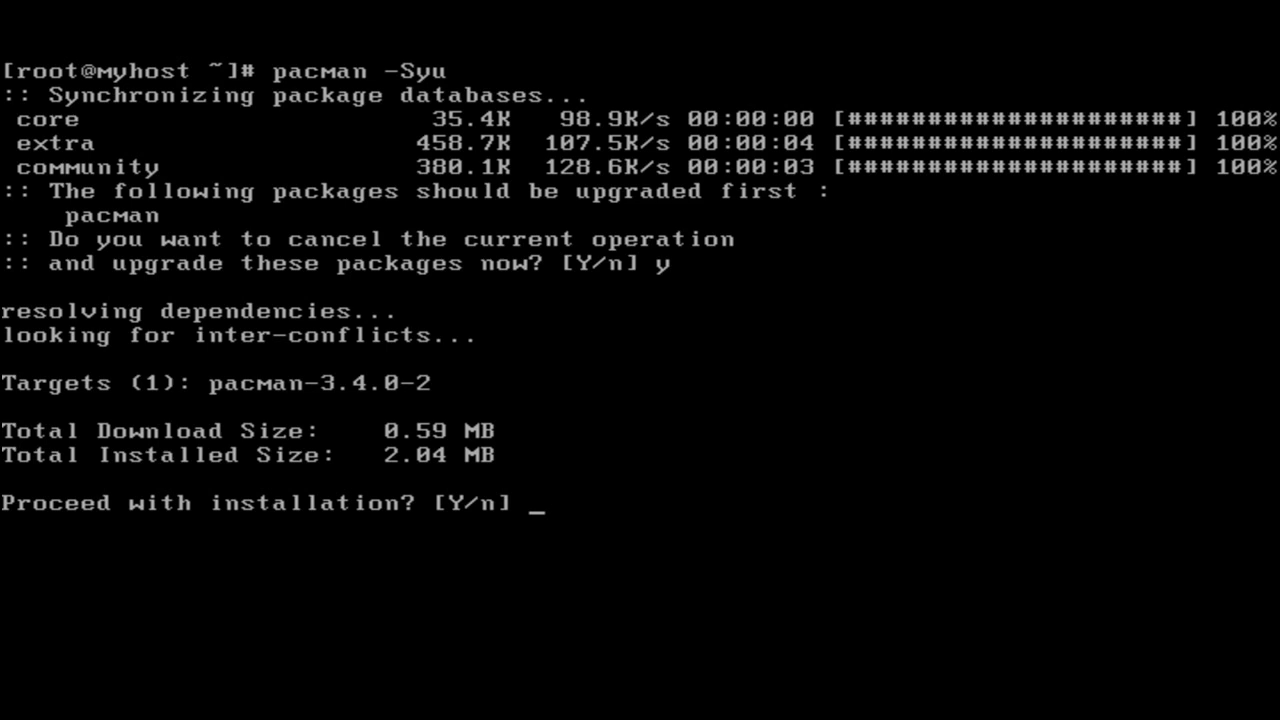 [root@myhost ~]# pacman -Syu
:: Synchronizing package databases...
 core                      35.4K   98.9K/s 00:00:00 [#####################] 100%
 extra                    458.7K  107.5K/s 00:00:04 [#####################] 100%
 community                380.1K  128.6K/s 00:00:03 [#####################] 100%
:: The following packages should be upgraded first :
    pacman
:: Do you want to cancel the current operation
:: and upgrade these packages now? [Y/n] y
resolving dependencies...
looking for inter-conflicts...
Targets (1): pacman-3.4.0-2
Total Download Size:    0.59 MB
Total Installed Size:   2.04 MB
Proceed with installation? [Y/n] _